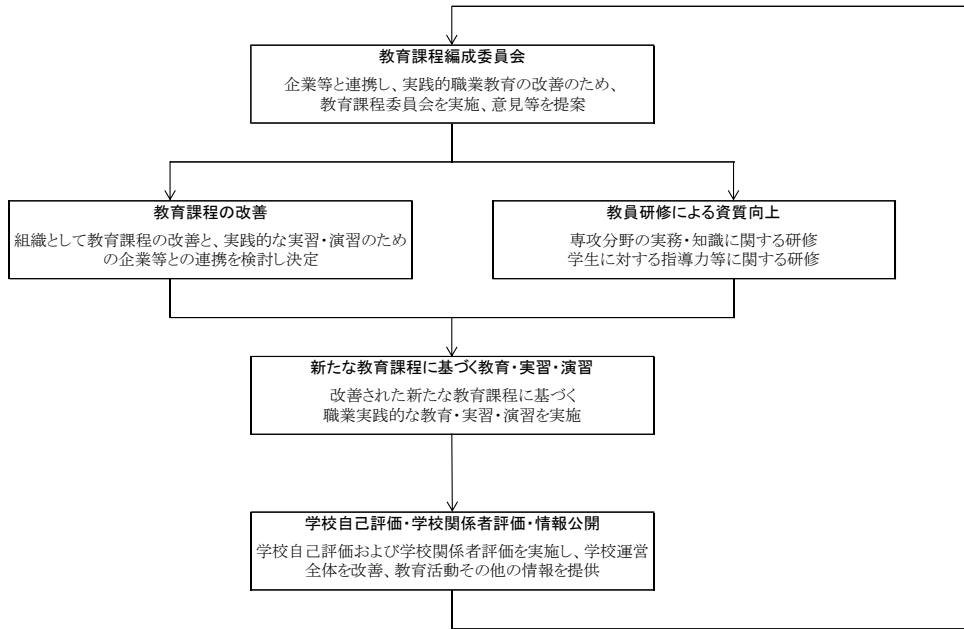 教育課程編成委員会
企業等と連携し、実践的職業教育の改善のため、
教育課程委員会を実施、意見等を提案
教育課程の改善
組織として教育課程の改善と、実践的な実習・演習のため
の企業等との連携を検討し決定
教員研修による資質向上
専攻分野の実務・知識に関する研修
学生に対する指導力等に関する研修
新たな教育課程に基づく教育・実習・演習
改善された新たな教育課程に基づく
職業実践的な教育・実習・演習を実施
学校自己評価・学校関係者評価・情報公開
学校自己評価および学校関係者評価を実施し、学校運営
全体を改善、教育活動その他の情報を提供